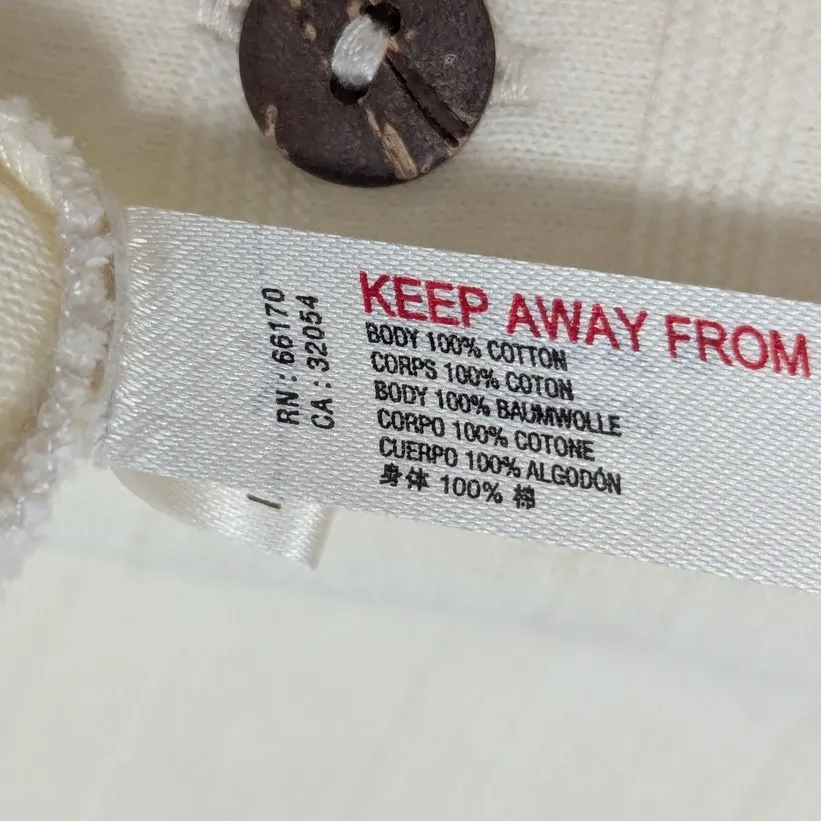 RN : 66170
CA : 32054
KEEP AWAY FROM
BODY 100% COTTON
CORPS 100% COTON
BODY 100% BAUMWOLLE
CORPO 100% COTONE
CUERPO 100% ALGODÓN
身体 100% 棉